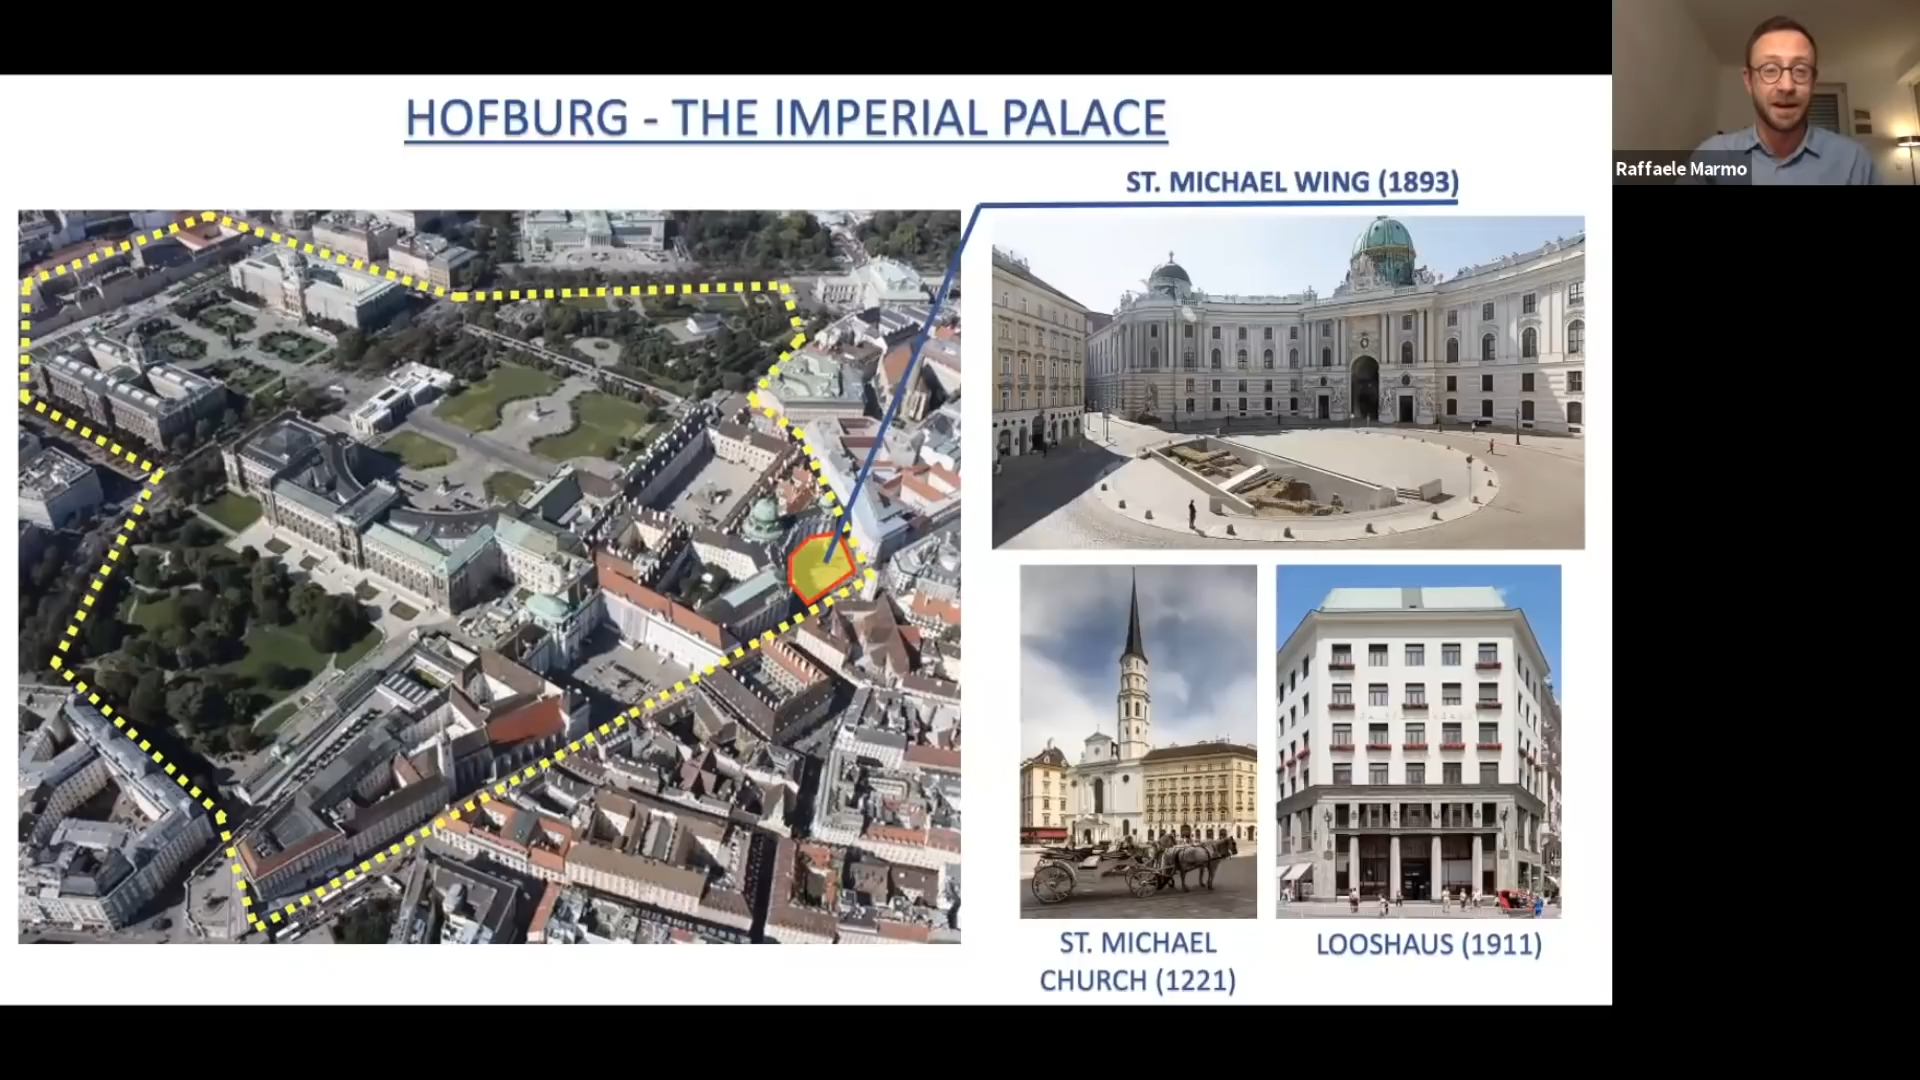 HOFBURG - THE IMPERIAL PALACE
ST. MICHAEL WING (1893)
ST. MICHAEL
CHURCH (1221)
LOOSHAUS (1911)
Raffaele Marmo